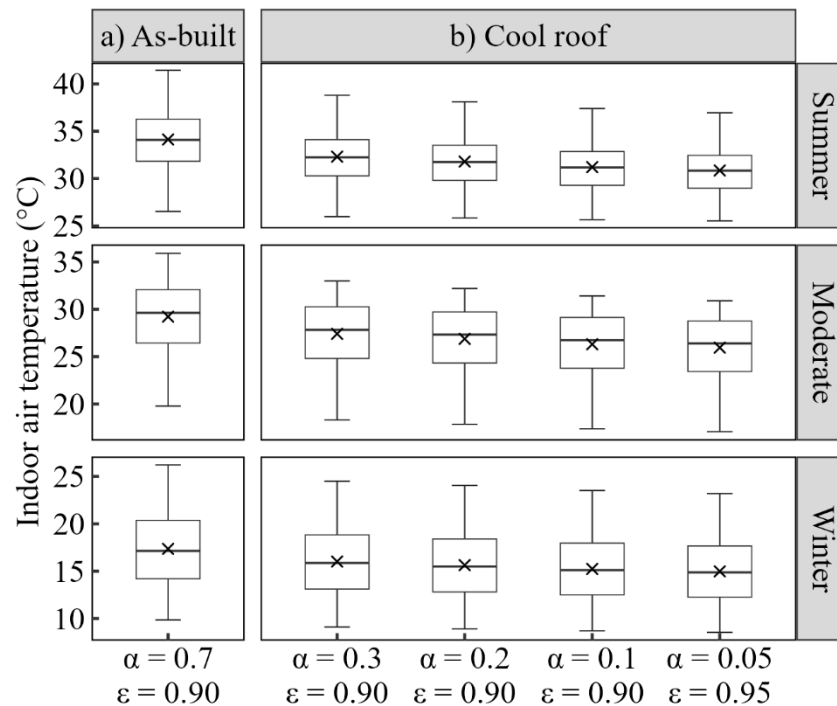 a) As-built
b) Cool roof
Indoor air temperature (°C)
40
35
30
25
Summer
35
30
25
20
Moderate
25
20
15
10
Winter
α = 0.7
ε = 0.90
α = 0.3
ε = 0.90
α = 0.2
ε = 0.90
α = 0.1
ε = 0.90
α = 0.05
ε = 0.95